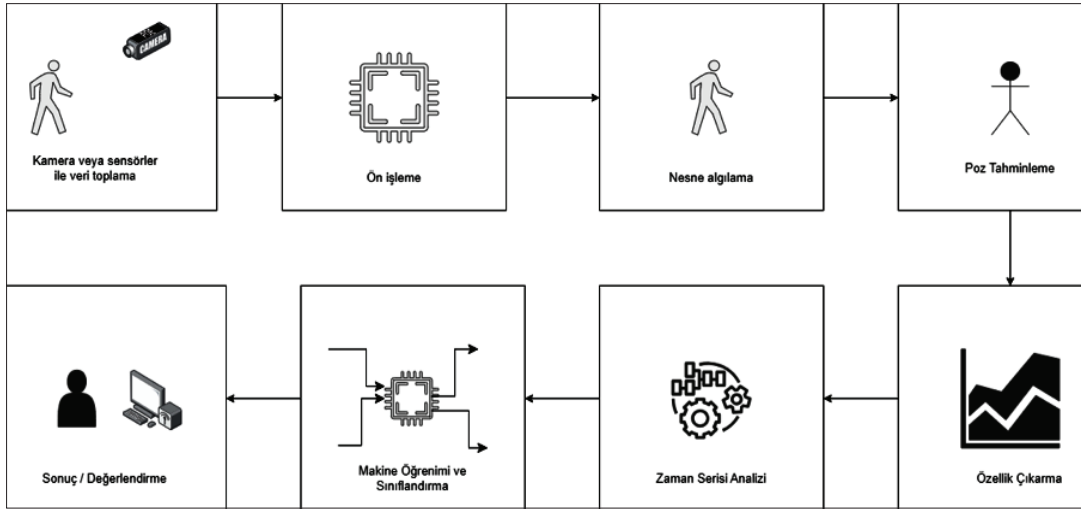 CAMERA
Kamera veya sensörler
ile veri toplama
Ön işleme
Nesne algılama
Poz Tahminleme
Özellik Çıkarma
Zaman Serisi Analizi
Makine Öğrenimi ve
Sınıflandırma
Sonuç / Değerlendirme